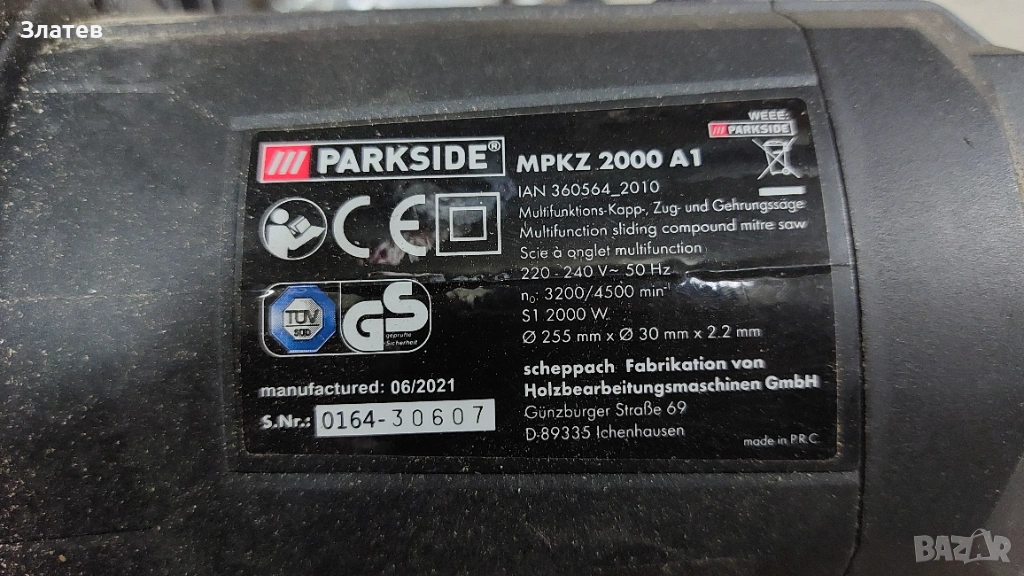 Златев
WEEE:
PARKSIDE
PARKSIDE®
MPKZ 2000 A1
IAN 360564_2010
Multifunktions-Kapp-, Zug- und Gehrungssäge
Multifunction sliding compound mitre saw
Scie à onglet multifunction
220 - 240 V~ 50 Hz
n₀: 3200/4500 min⁻¹
S1 2000 W
Ø 255 mm x Ø 30 mm x 2.2 mm
CE
TÜV
SÜD
GS
geprüfte
Sicherheit
manufactured: 06/2021
S.Nr.: 0164-30607
scheppach Fabrikation von
Holzbearbeitungsmaschinen GmbH
Günzburger Straße 69
D-89335 Ichenhausen
made in P.R.C
BAZAR